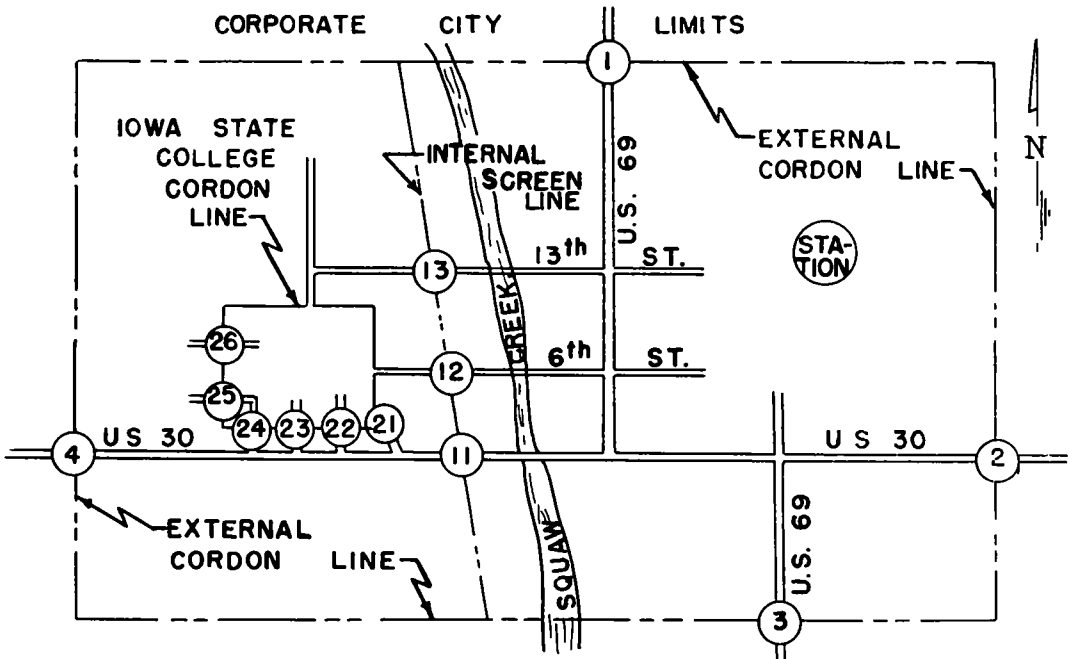 CORPORATE CITY LIMITS
1
IOWA STATE
COLLEGE
CORDON
LINE
INTERNAL
SCREEN
LINE
U.S. 69
EXTERNAL
CORDON LINE
N
STA-
TION
13
13th ST.
26
12
6th ST.
CREEK
25
24
23
22
21
4
US 30
11
US 30
2
EXTERNAL
CORDON LINE
SQUAW
U.S. 69
3